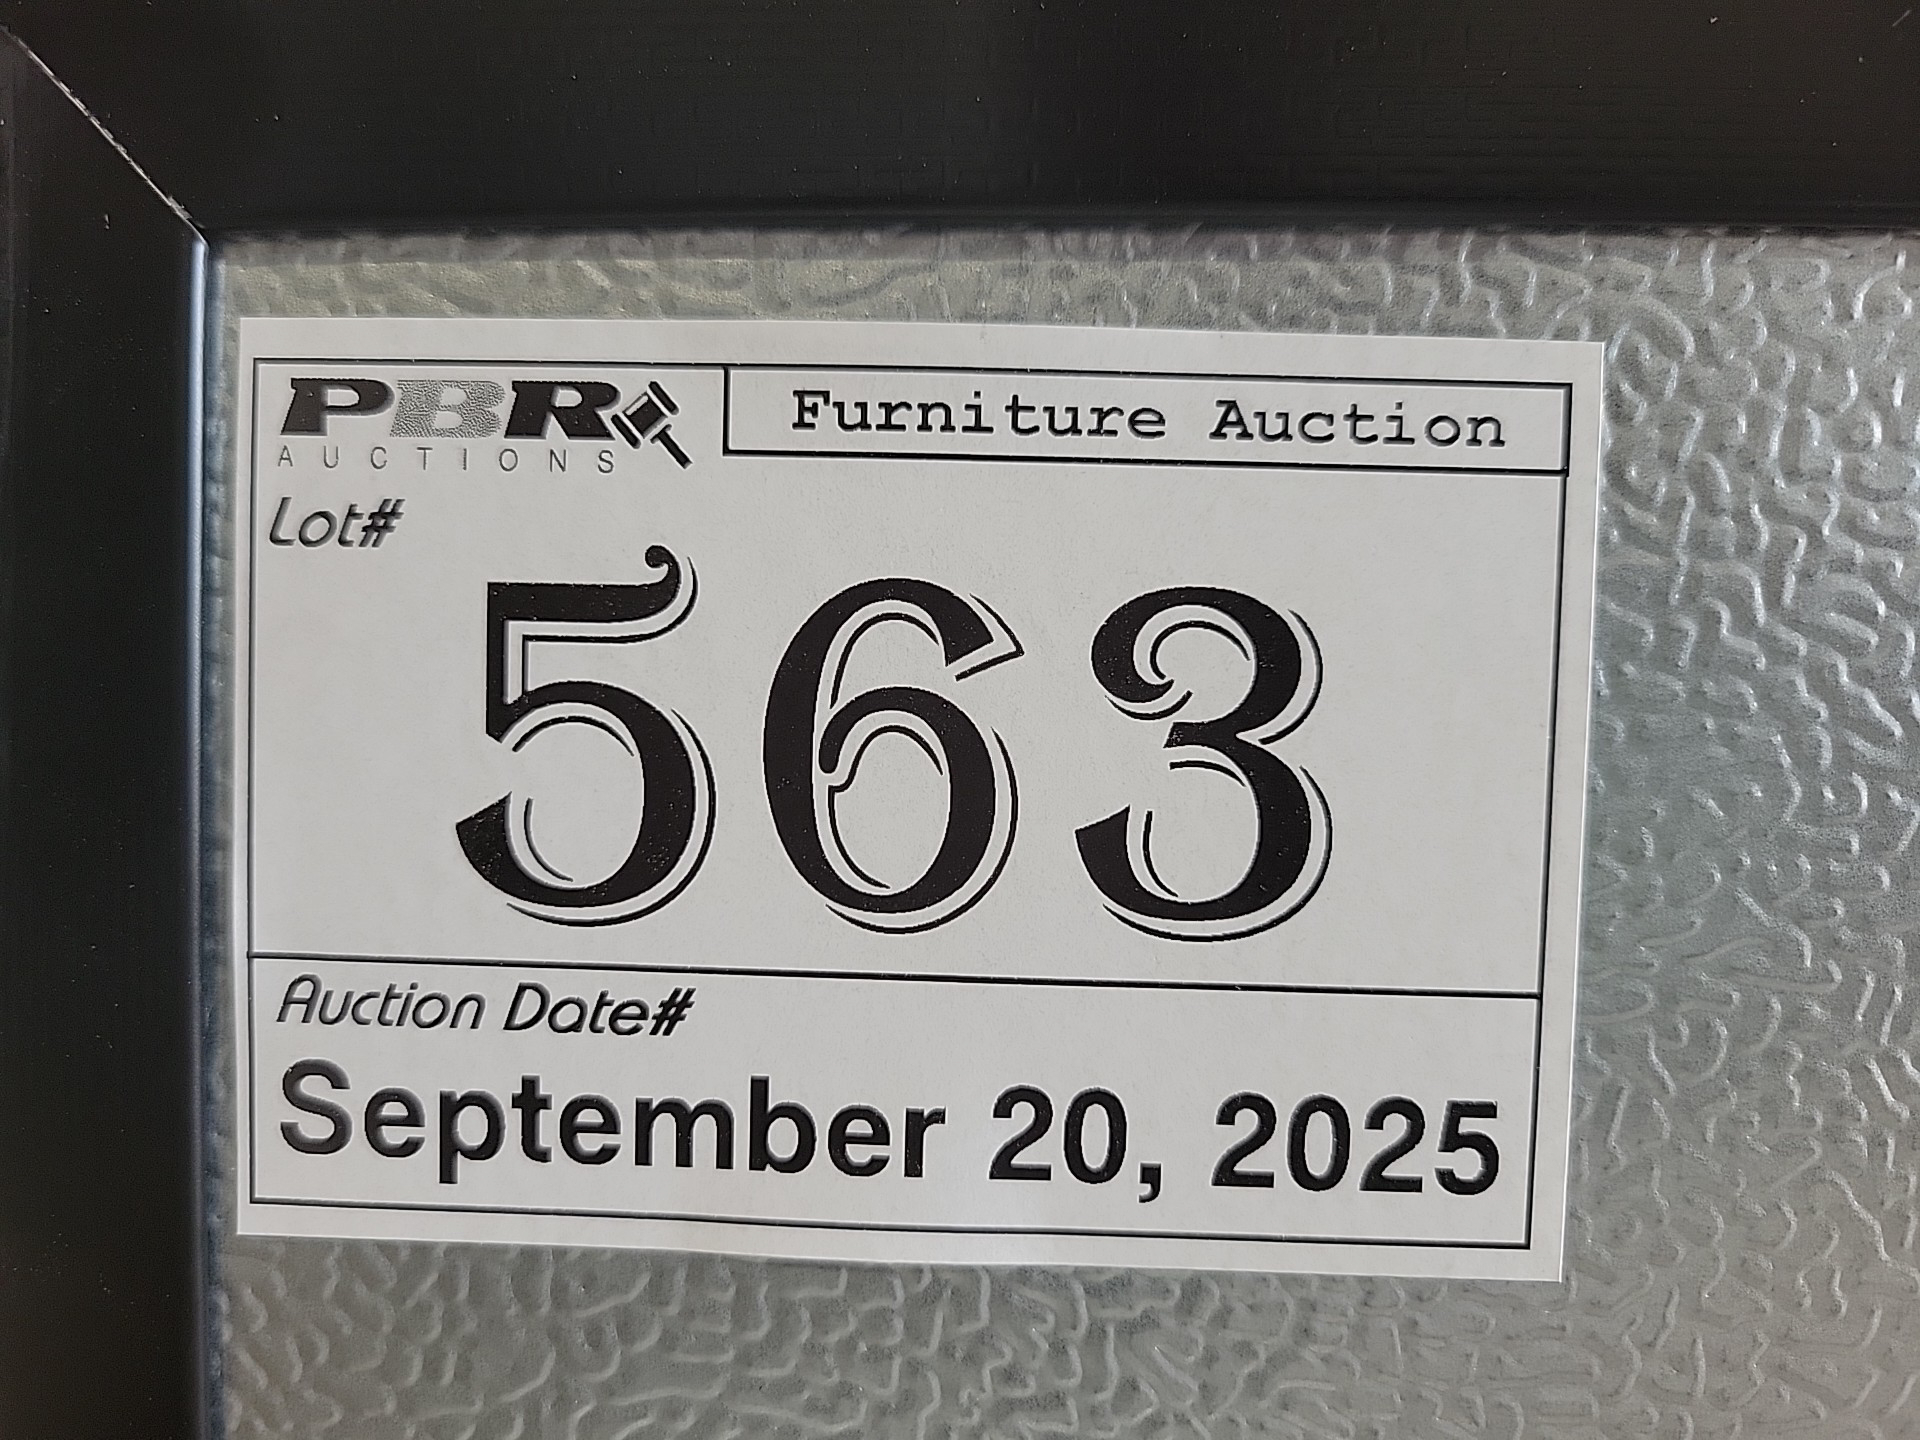 PBR
AUCTIONS
Furniture Auction
Lot#
563
Auction Date#
September 20, 2025